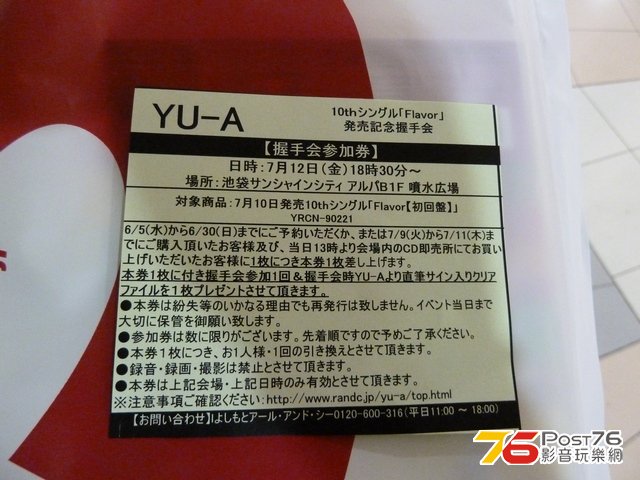 YU-A
10thシングル「Flavor」
発売記念握手会
【握手会参加券】
日時：7月12日(金)18時30分～
場所：池袋サンシャインシティ アルパB1F 噴水広場
対象商品：7月10日発売10thシングル「Flavor【初回盤】」
YRCN-90221
6/5(水)から6/30(日)までにご予約いただくか、または7/9(火)から7/11(木)ま
でにご購入頂いたお客様及び、当日13時より会場内のCD即売所にてお買い
上げいただいたお客様に1枚につき本券1枚差し上げます。
本券1枚に付き握手会参加1回＆握手会時YU-Aより直筆サイン入りクリア
ファイルを1枚プレゼントさせて頂きます。
●本券は紛失等のいかなる理由でも再発行は致しません。イベント当日まで
大切に保管を御願い致します。
●参加券は数に限りがございます。先着順ですので予めご了承ください。
●本券1枚につき、お1人様・1回の引き換えとさせて頂きます。
●録音・録画・撮影は禁止とさせて頂きます。
●本券は上記会場・上記日時のみ有効とさせて頂きます。
※注意事項ご確認ください：http://www.randc.jp/yu-a/top.html
【お問い合わせ】よしもとアール・アンド・シー0120-600-316(平日11:00 ～ 18:00)
76 POST76
影音玩樂網